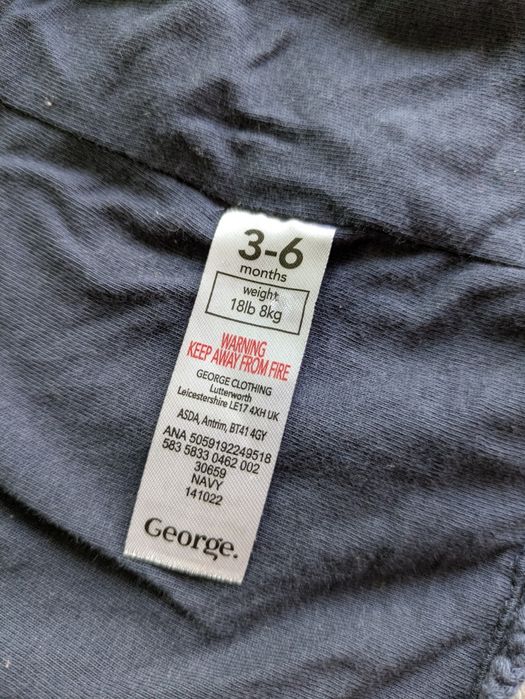 3-6
months
weight
18lb 8kg
WARNING
KEEP AWAY FROM FIRE
GEORGE CLOTHING
Lutterworth
Leicestershire LE17 4XH UK
ASDA, Antrim, BT41 4GY
ANA 5059192249518
583 5833 0462 002
30659
NAVY
141022
George.